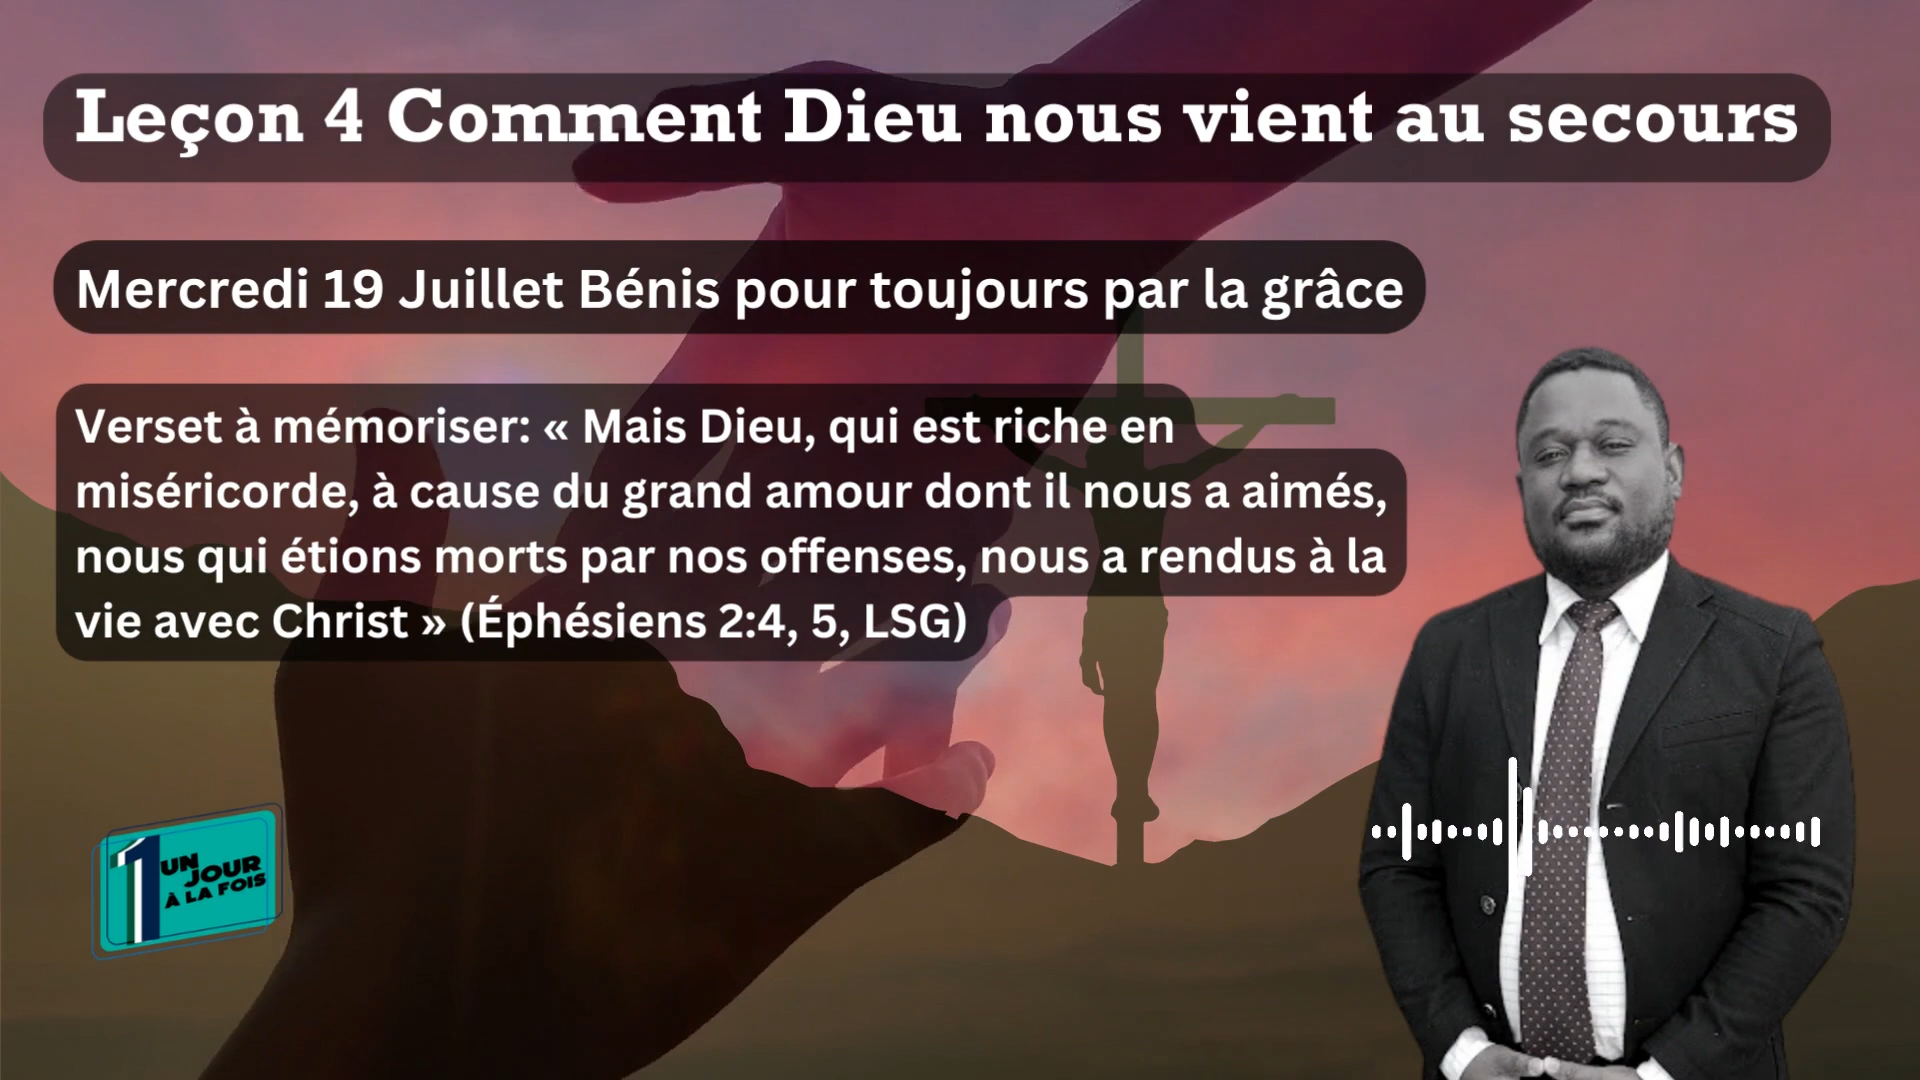 Leçon 4 Comment Dieu nous vient au secours
Mercredi 19 Juillet Bénis pour toujours par la grâce
Verset à mémoriser: « Mais Dieu, qui est riche en
miséricorde, à cause du grand amour dont il nous a aimés,
nous qui étions morts par nos offenses, nous a rendus à la
vie avec Christ » (Éphésiens 2:4, 5, LSG)
1 UN
JOUR
À LA FOIS